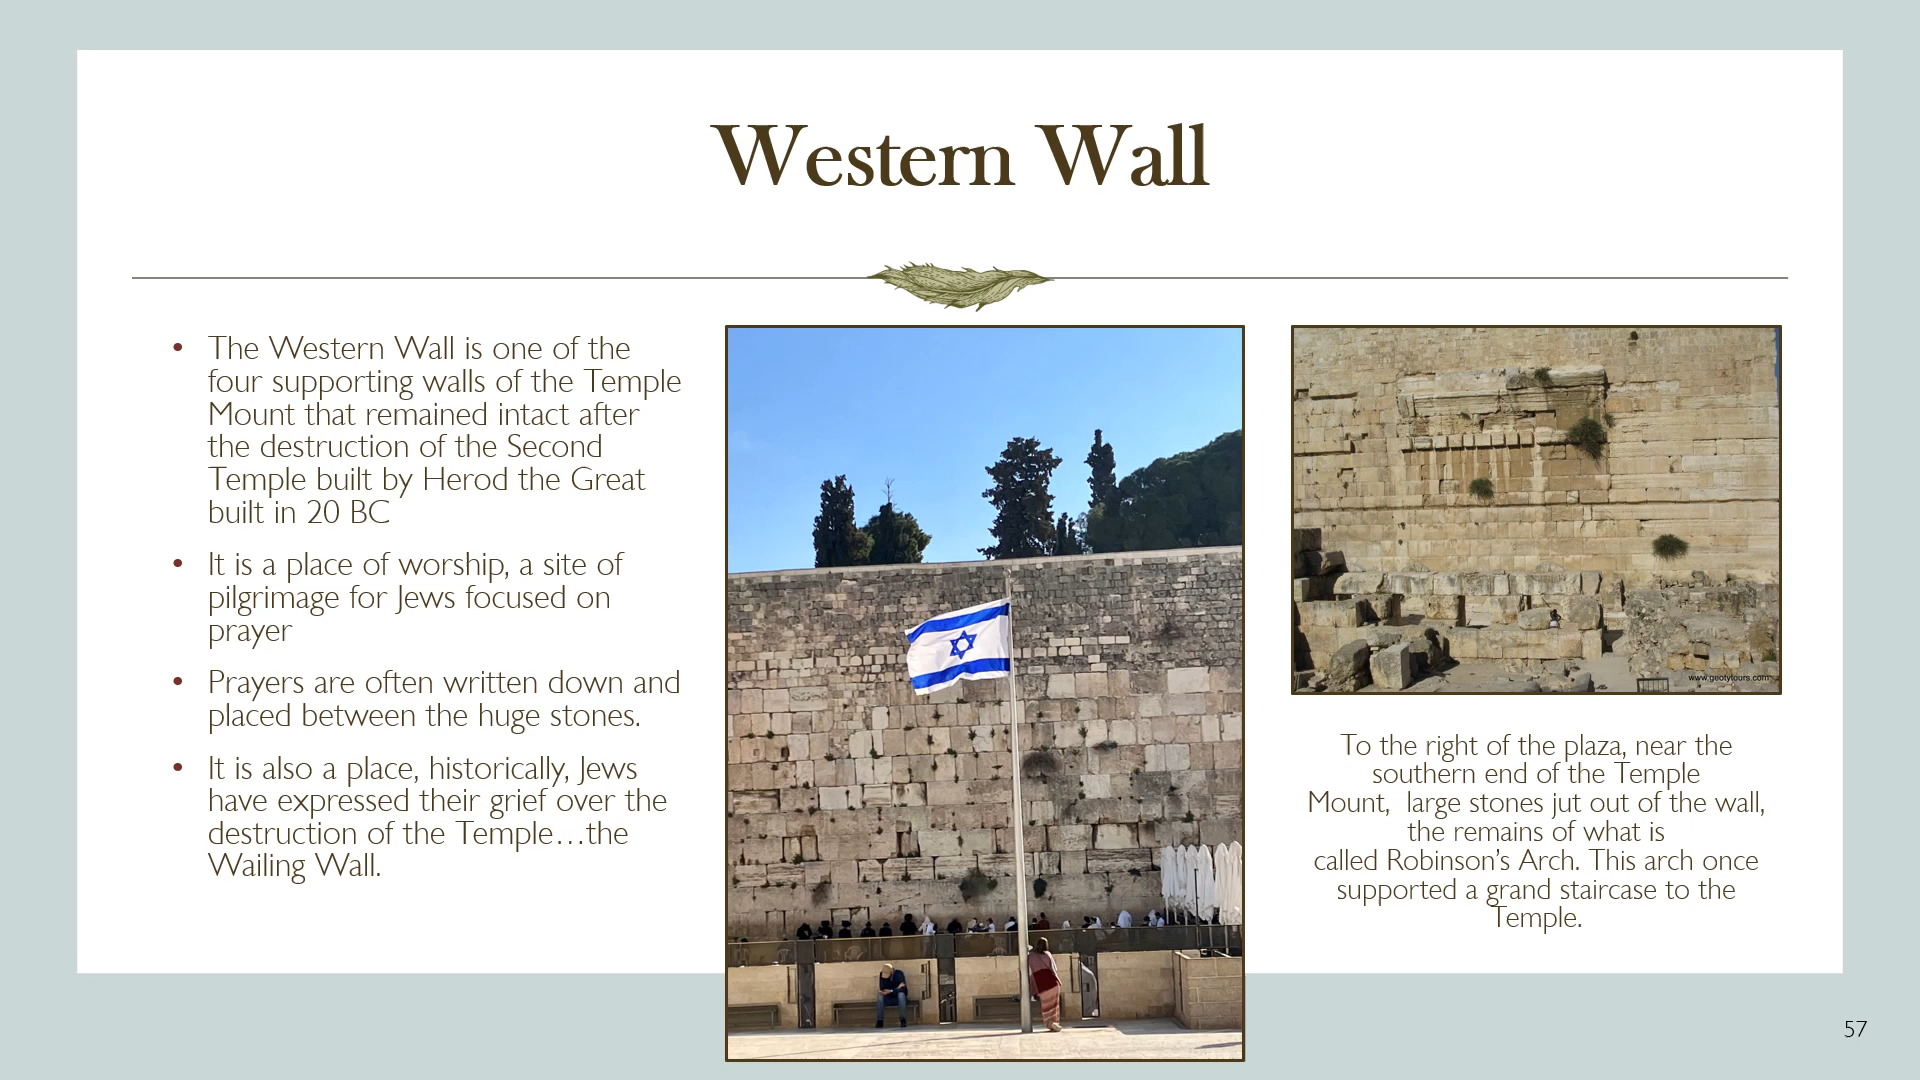 Western Wall
• The Western Wall is one of the
four supporting walls of the Temple
Mount that remained intact after
the destruction of the Second
Temple built by Herod the Great
built in 20 BC
• It is a place of worship, a site of
pilgrimage for Jews focused on
prayer
• Prayers are often written down and
placed between the huge stones.
• It is also a place, historically, Jews
have expressed their grief over the
destruction of the Temple…the
Wailing Wall.
www.geotytours.com
To the right of the plaza, near the
southern end of the Temple
Mount,  large stones jut out of the wall,
the remains of what is
called Robinson’s Arch. This arch once
supported a grand staircase to the
Temple.
57